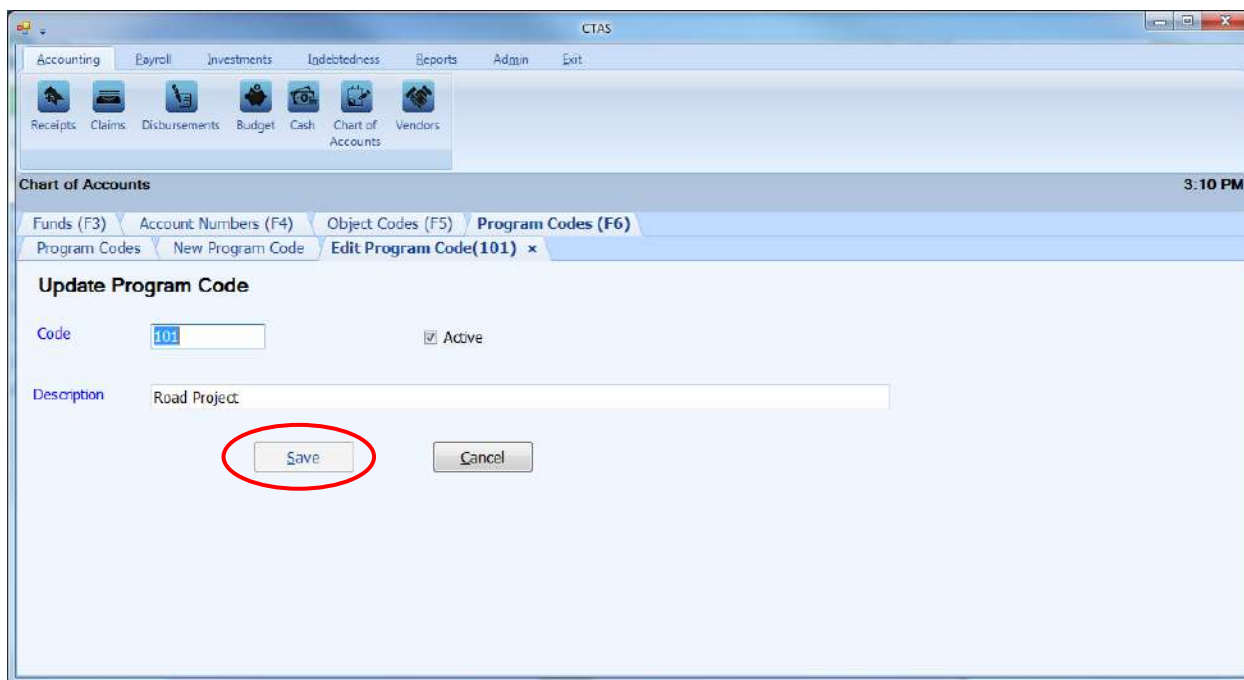 CTAS
Accounting Payroll Investments Indebtedness Reports Admin Exit
Receipts Claims Disbursements Budget Cash Chart of Accounts Vendors
Chart of Accounts 3:10 PM
Funds (F3) Account Numbers (F4) Object Codes (F5) Program Codes (F6)
Program Codes New Program Code Edit Program Code(101) ×
Update Program Code
Code 101 Active
Description Road Project
Save Cancel